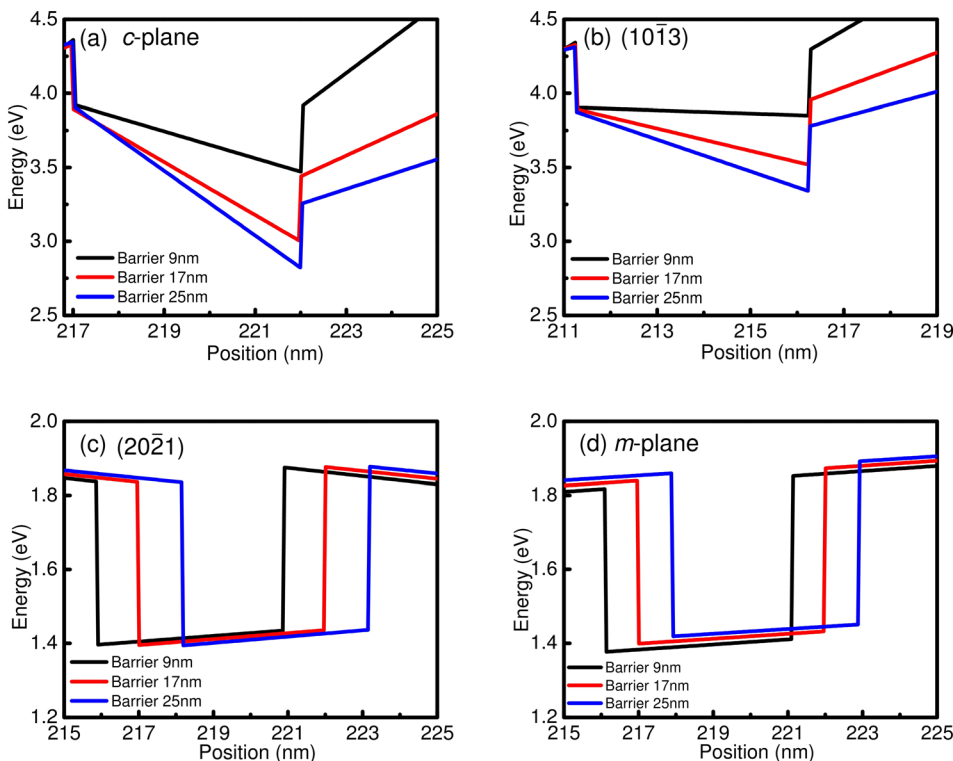 (a) c-plane
4.5
4.0
3.5
3.0
2.5
Energy (eV)
Barrier 9nm
Barrier 17nm
Barrier 25nm
217 219 221 223 225
Position (nm)
(b) (101̄3)
4.5
4.0
3.5
3.0
2.5
Energy (eV)
Barrier 9nm
Barrier 17nm
Barrier 25nm
211 213 215 217 219
Position (nm)
(c) (202̄1)
2.0
1.8
1.6
1.4
1.2
Energy (eV)
Barrier 9nm
Barrier 17nm
Barrier 25nm
215 217 219 221 223 225
Position (nm)
(d) m-plane
2.0
1.8
1.6
1.4
1.2
Energy (eV)
Barrier 9nm
Barrier 17nm
Barrier 25nm
215 217 219 221 223 225
Position (nm)